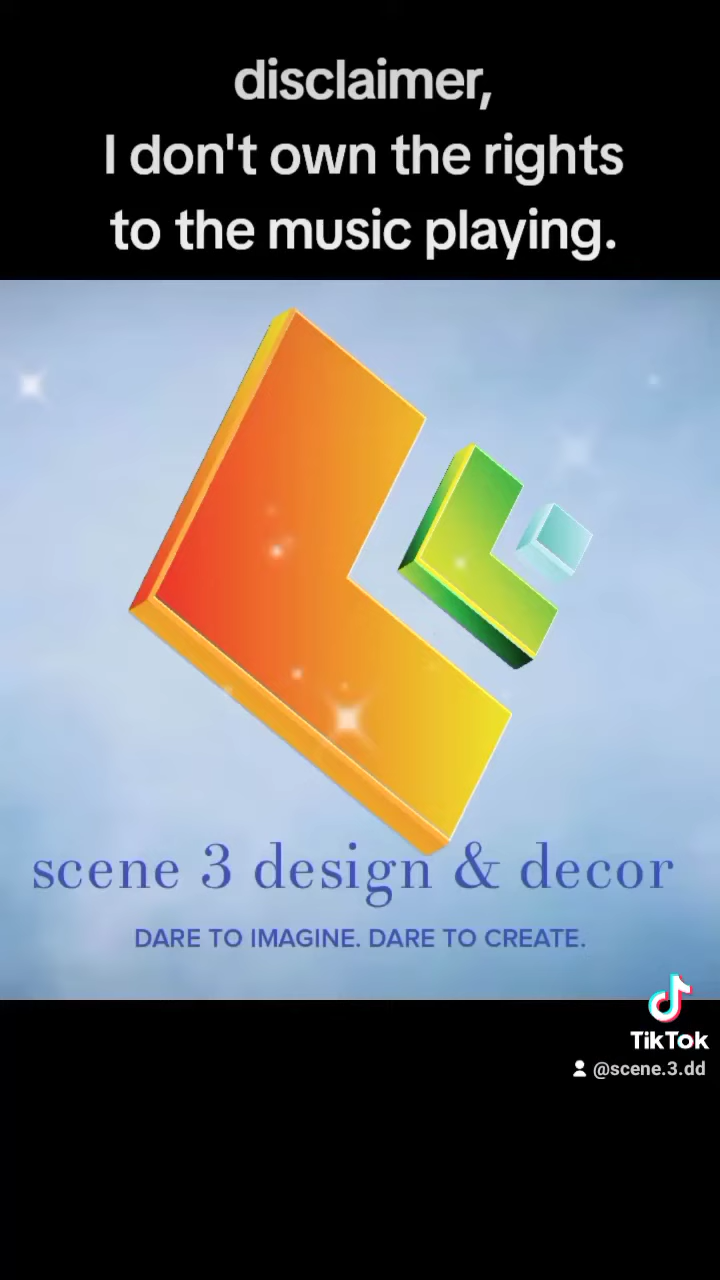 disclaimer,
I don't own the rights
to the music playing.
scene 3 design & decor
DARE TO IMAGINE. DARE TO CREATE.
TikTok
@scene.3.dd